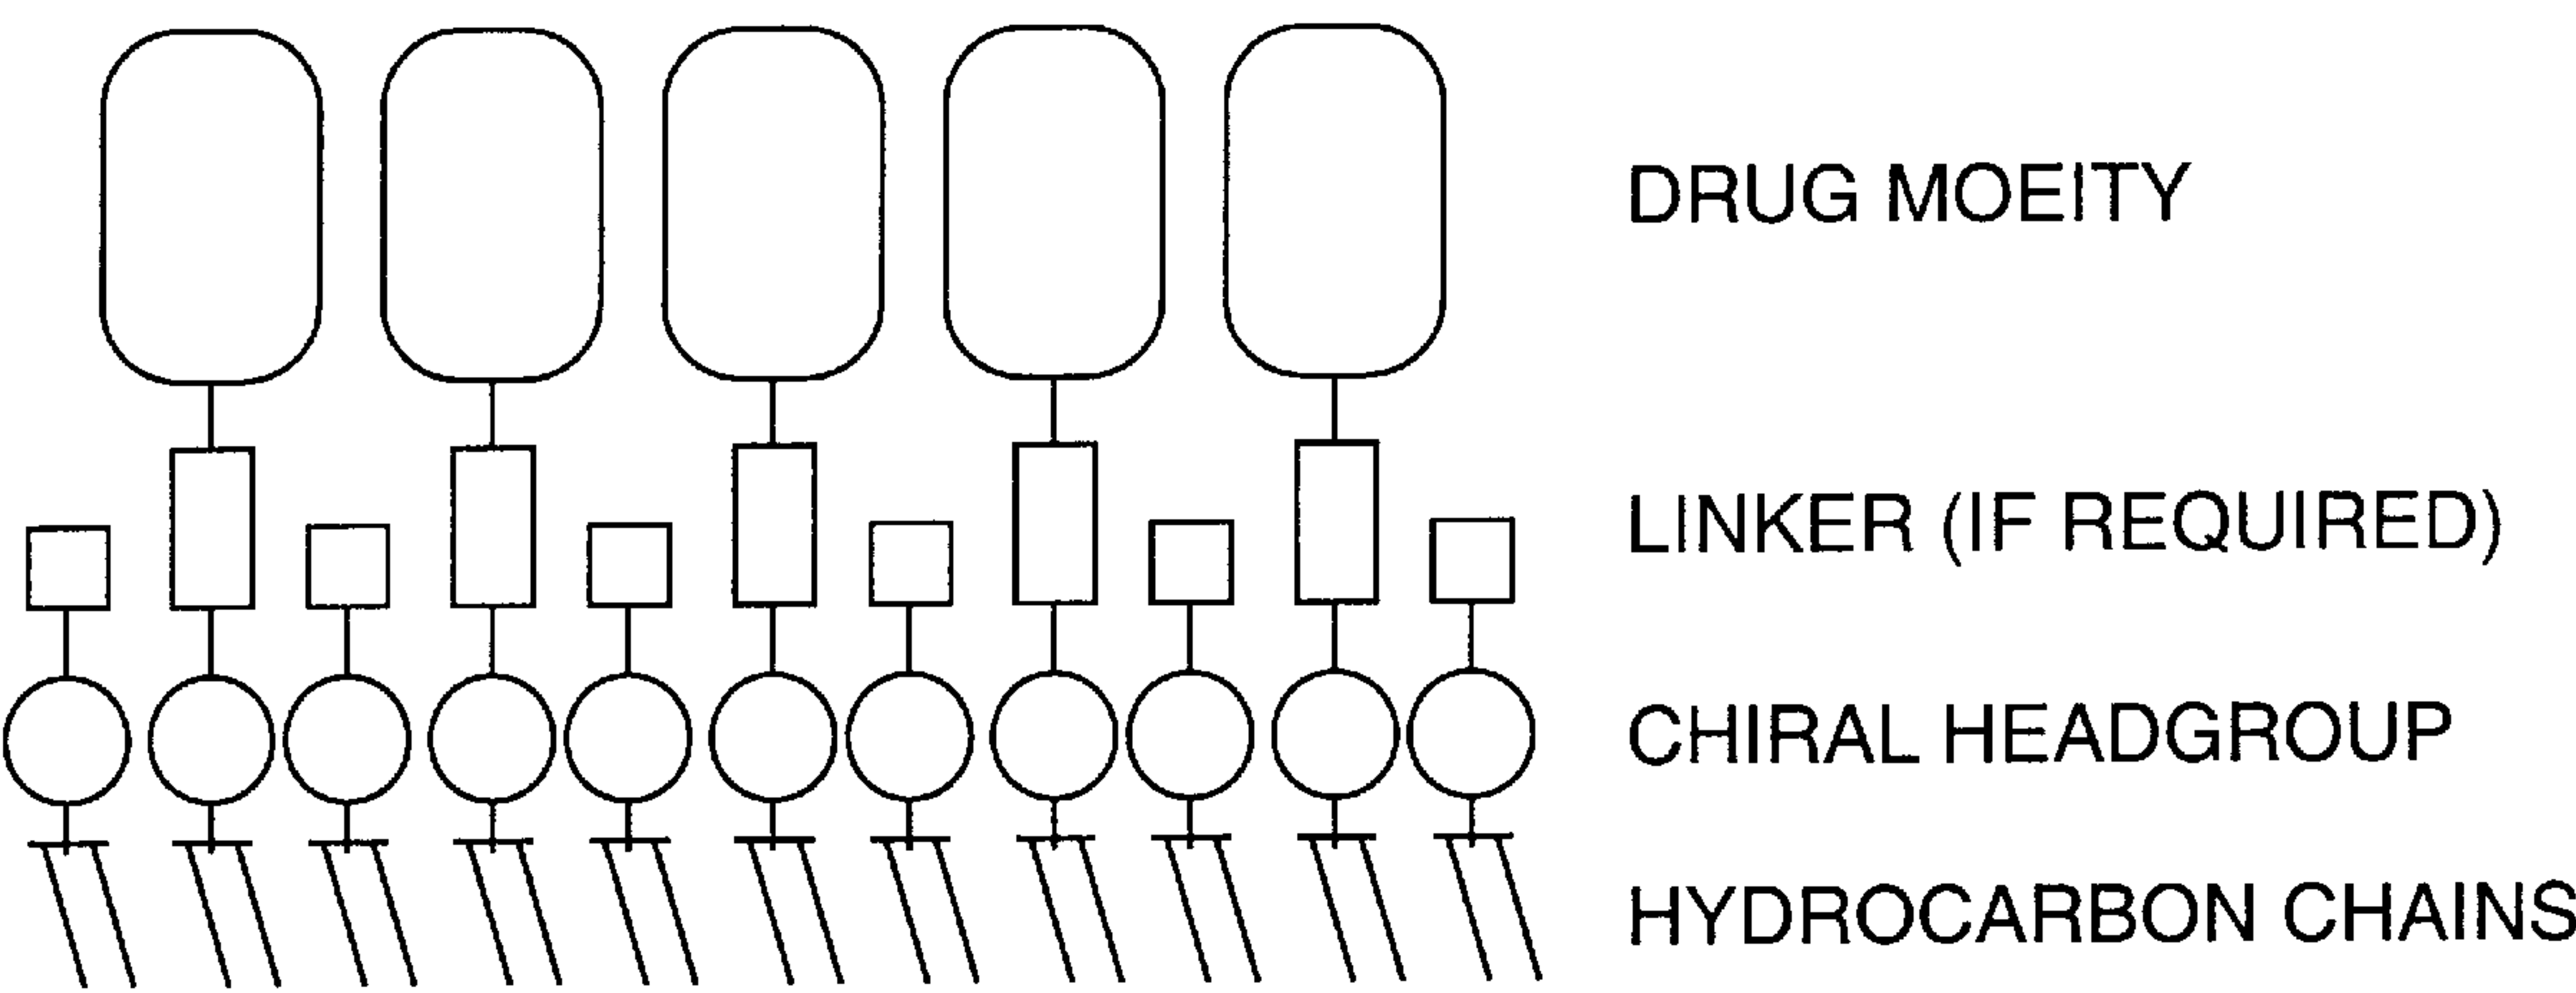 DRUG MOEITY
LINKER (IF REQUIRED)
CHIRAL HEADGROUP
HYDROCARBON CHAINS